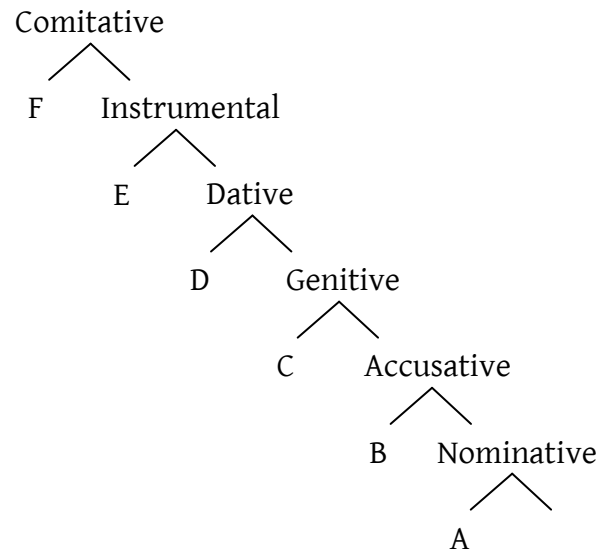 Comitative
F Instrumental
E Dative
D Genitive
C Accusative
B Nominative
A